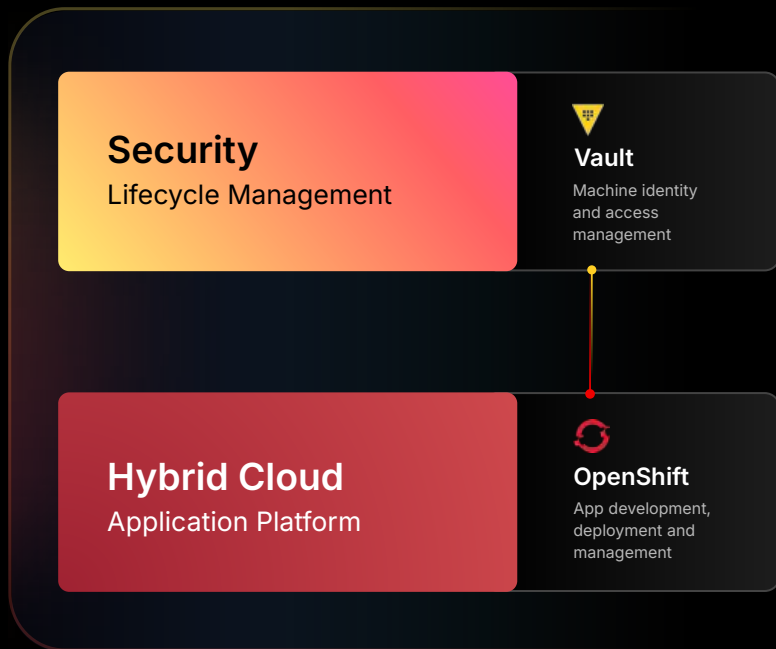 Security
Lifecycle Management
Vault
Machine identity
and access
management
Hybrid Cloud
Application Platform
OpenShift
App development,
deployment and
management